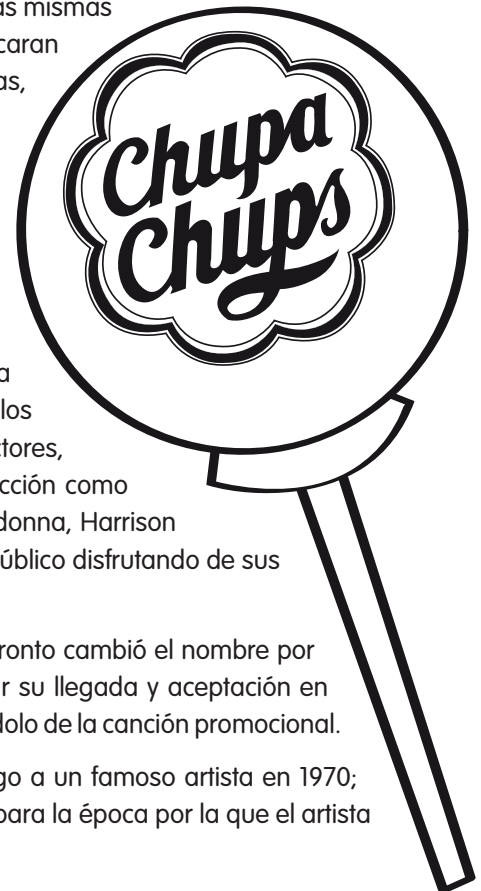 as mismas
caran
as,
Chupa
Chups
a
los
ctores,
cción como
donna, Harrison
úblico disfrutando de sus
ronto cambió el nombre por
r su llegada y aceptación en
dolo de la canción promocional.
go a un famoso artista en 1970;
para la época por la que el artista